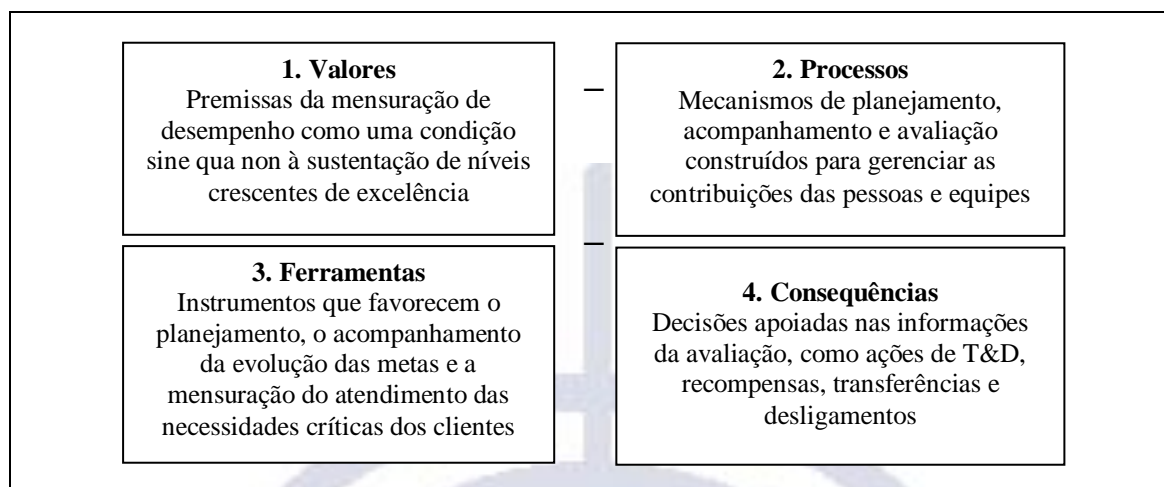 1. Valores
Premissas da mensuração de
desempenho como uma condição
sine qua non à sustentação de níveis
crescentes de excelência
2. Processos
Mecanismos de planejamento,
acompanhamento e avaliação
construídos para gerenciar as
contribuições das pessoas e equipes
3. Ferramentas
Instrumentos que favorecem o
planejamento, o acompanhamento
da evolução das metas e a
mensuração do atendimento das
necessidades críticas dos clientes
4. Consequências
Decisões apoiadas nas informações
da avaliação, como ações de T&D,
recompensas, transferências e
desligamentos